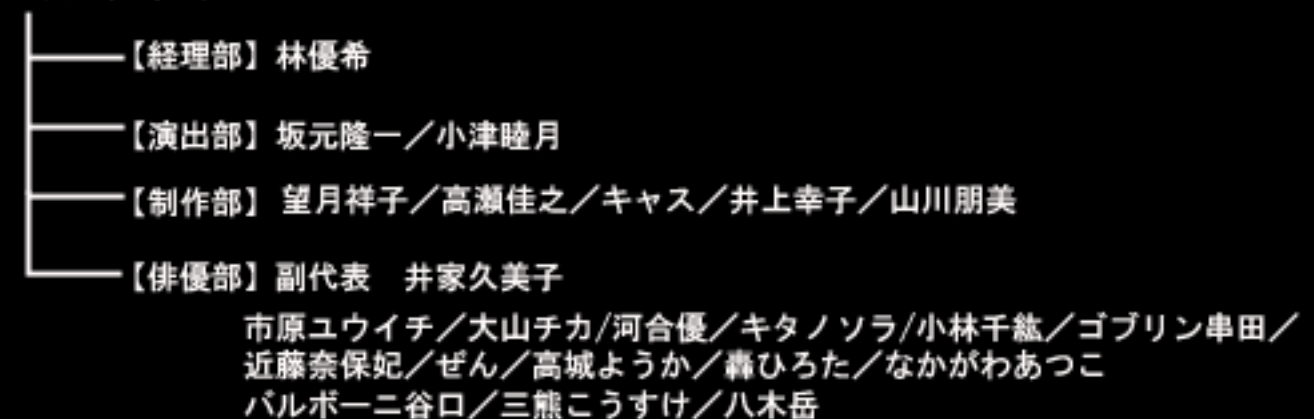 【経理部】林優希
【演出部】坂元隆一／小津睦月
【制作部】望月祥子／高瀬佳之／キャス／井上幸子／山川朋美
【俳優部】副代表　井家久美子
市原ユウイチ／大山チカ/河合優／キタノソラ/小林千紘／ゴブリン串田／
近藤奈保妃／ぜん／高城ようか／轟ひろた／なかがわあつこ
バルボーニ谷口／三熊こうすけ／八木岳